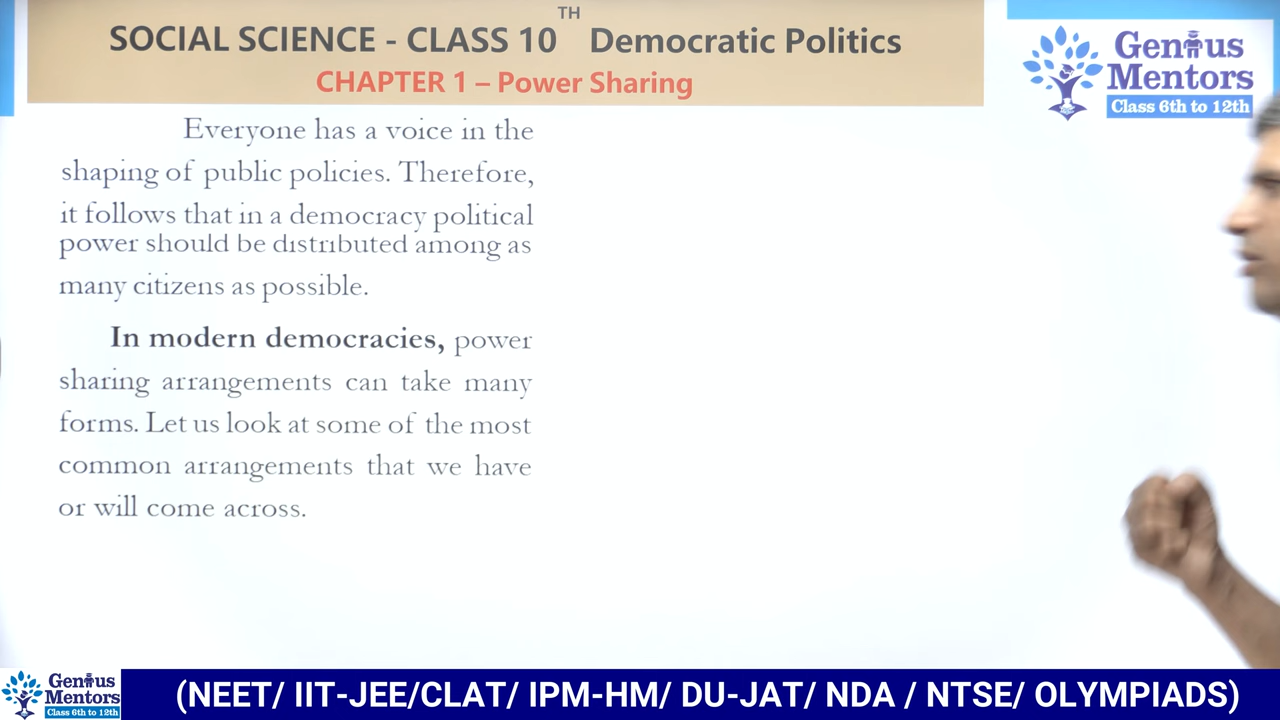 SOCIAL SCIENCE - CLASS 10TH Democratic Politics
CHAPTER 1 – Power Sharing
Genius
Mentors
Class 6th to 12th
Everyone has a voice in the
shaping of public policies. Therefore,
it follows that in a democracy political
power should be distributed among as
many citizens as possible.
In modern democracies, power
sharing arrangements can take many
forms. Let us look at some of the most
common arrangements that we have
or will come across.
Genius
Mentors
Class 6th to 12th
(NEET/ IIT-JEE/CLAT/ IPM-HM/ DU-JAT/ NDA / NTSE/ OLYMPIADS)